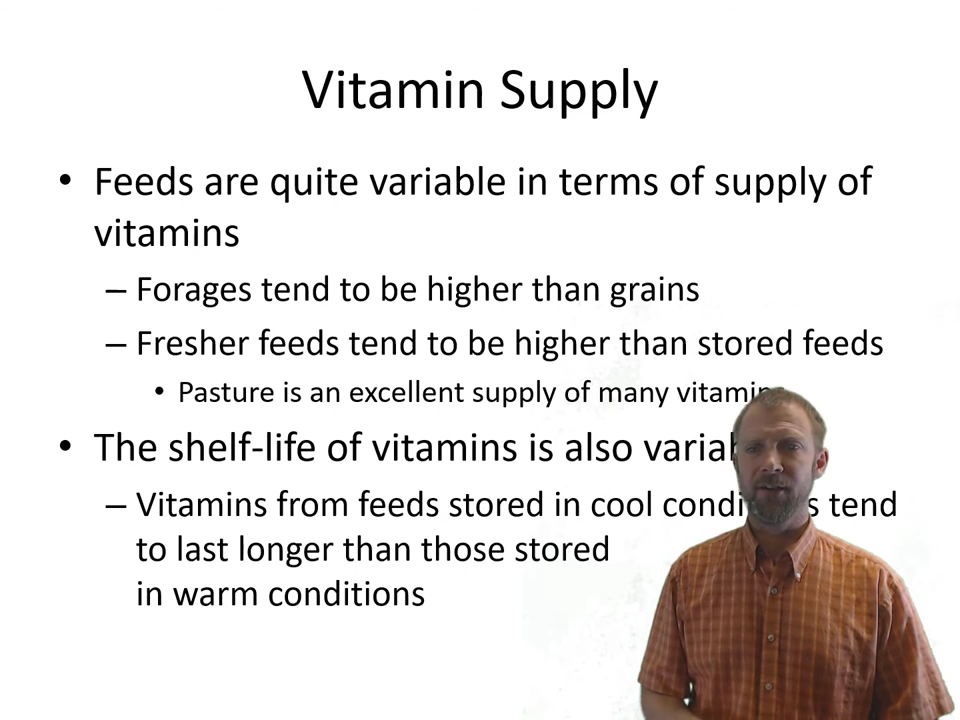 Vitamin Supply
• Feeds are quite variable in terms of supply of
vitamins
– Forages tend to be higher than grains
– Fresher feeds tend to be higher than stored feeds
• Pasture is an excellent supply of many
• The shelf-life of vitamins is also
– Vitamins from feeds stored in cool tend
to last longer than those stored
in warm conditions